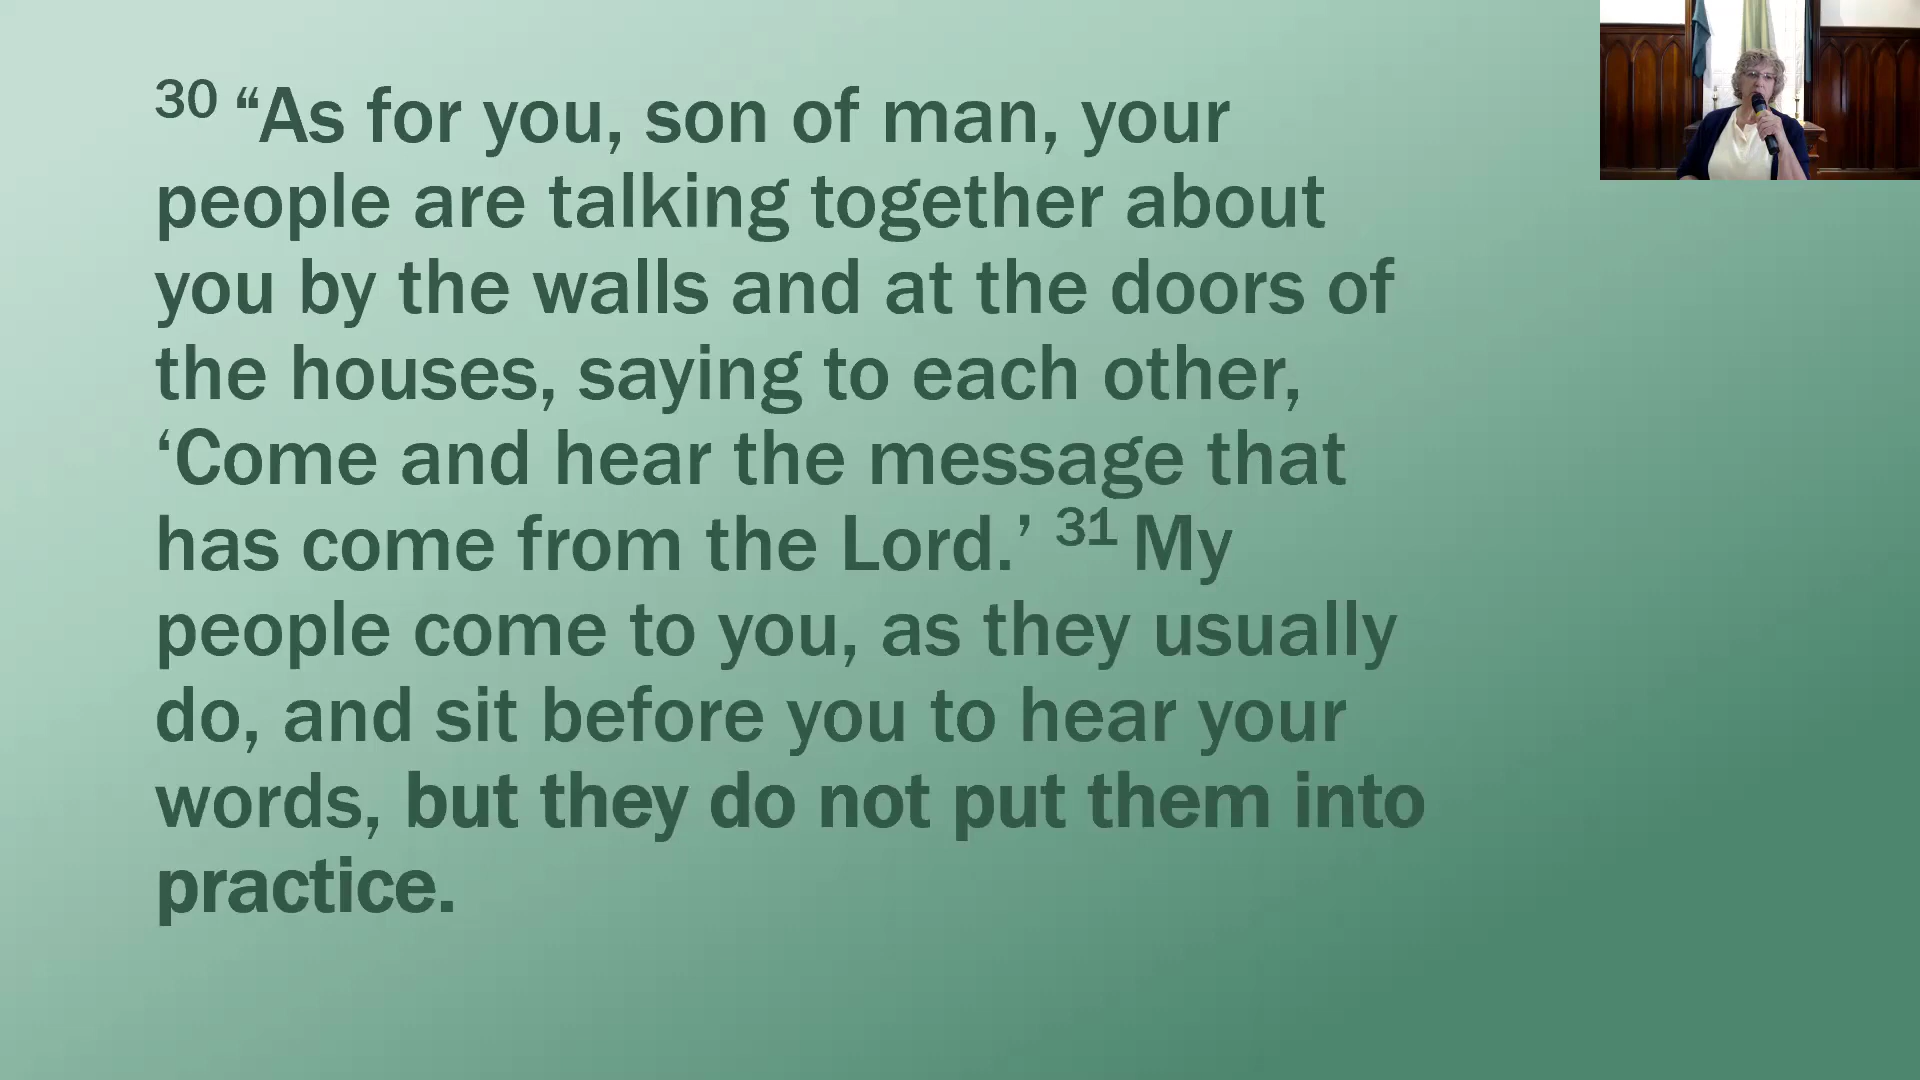 30 “As for you, son of man, your
people are talking together about
you by the walls and at the doors of
the houses, saying to each other,
‘Come and hear the message that
has come from the Lord.’ 31 My
people come to you, as they usually
do, and sit before you to hear your
words, but they do not put them into
practice.